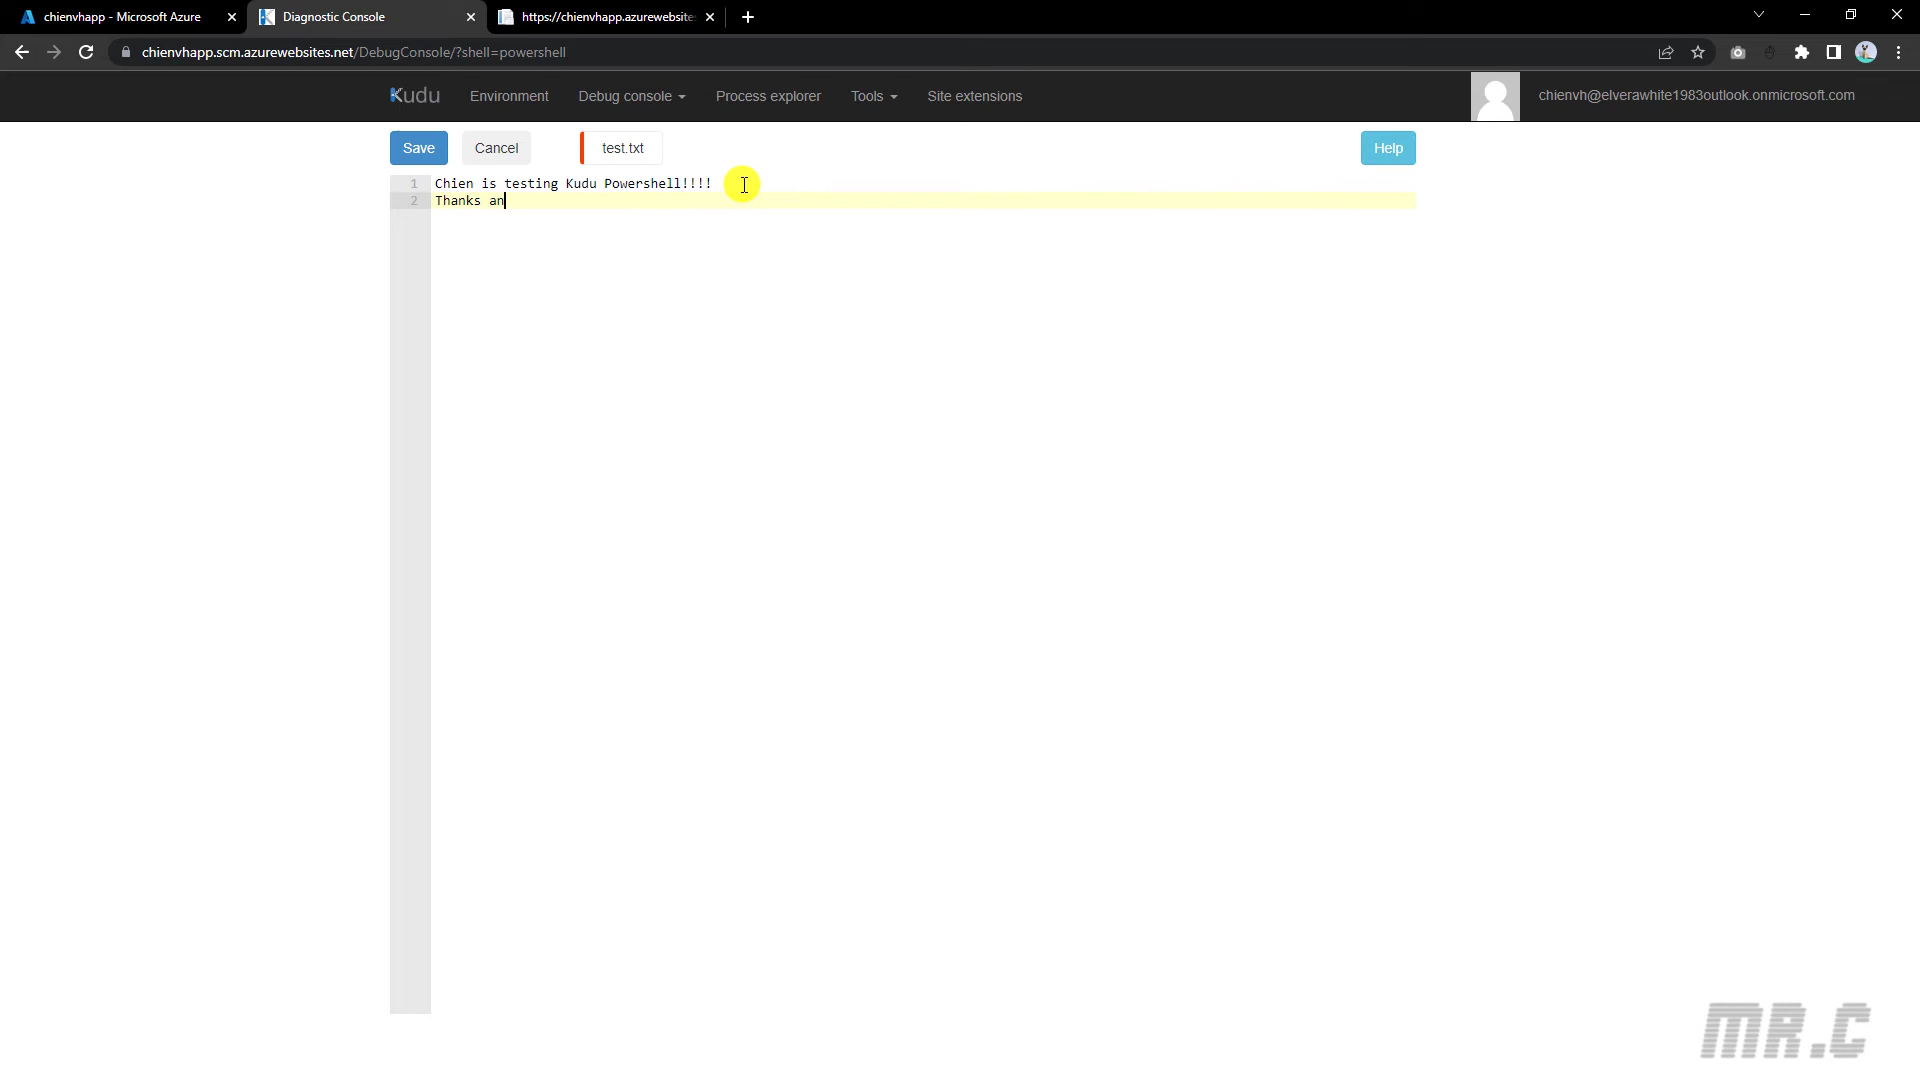 chienvhapp - Microsoft Azure
Diagnostic Console
https://chienvhapp.azurewebsite
chienvhapp.scm.azurewebsites.net/DebugConsole/?shell=powershell
Kudu Environment Debug console Process explorer Tools Site extensions chienvh@elverawhite1983outlook.onmicrosoft.com
Save Cancel test.txt Help
1 Chien is testing Kudu Powershell!!!!
2 Thanks an
MR.C